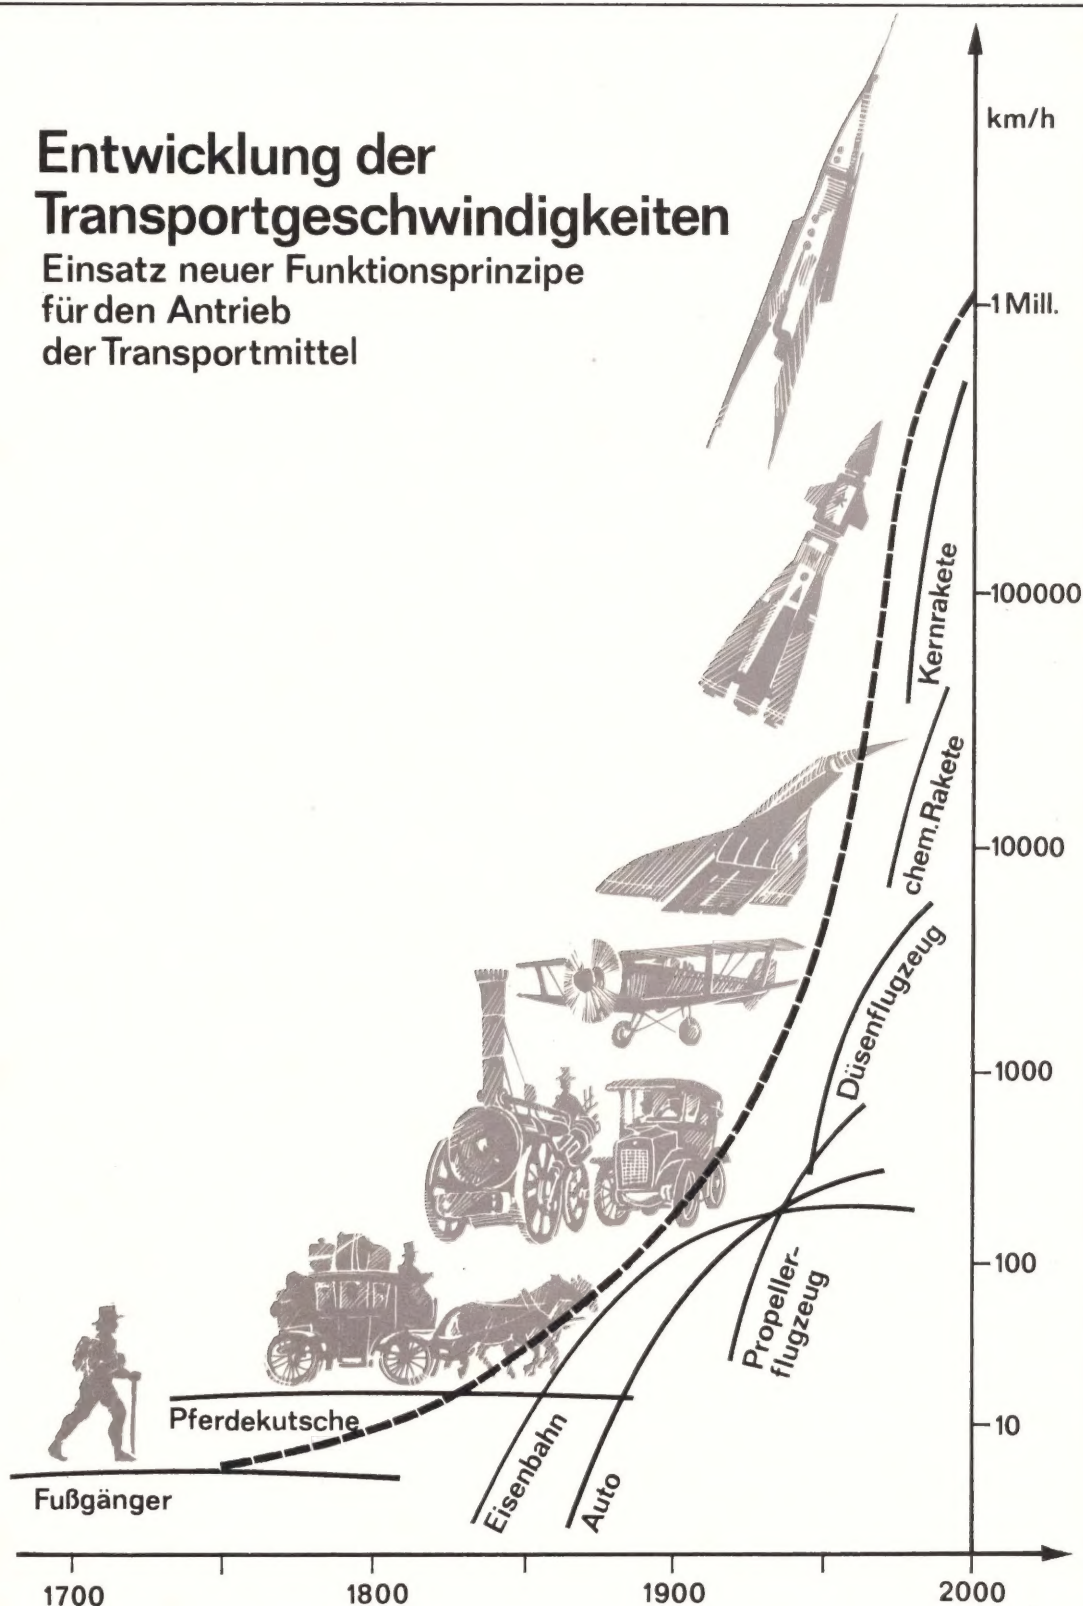 Entwicklung der
Transportgeschwindigkeiten
Einsatz neuer Funktionsprinzipe
für den Antrieb
der Transportmittel
km/h
1 Mill.
100000
10000
1000
100
10
Kernrakete
chem. Rakete
Düsenflugzeug
Propeller-
flugzeug
Pferdekutsche
Fußgänger
Eisenbahn
Auto
1700
1800
1900
2000